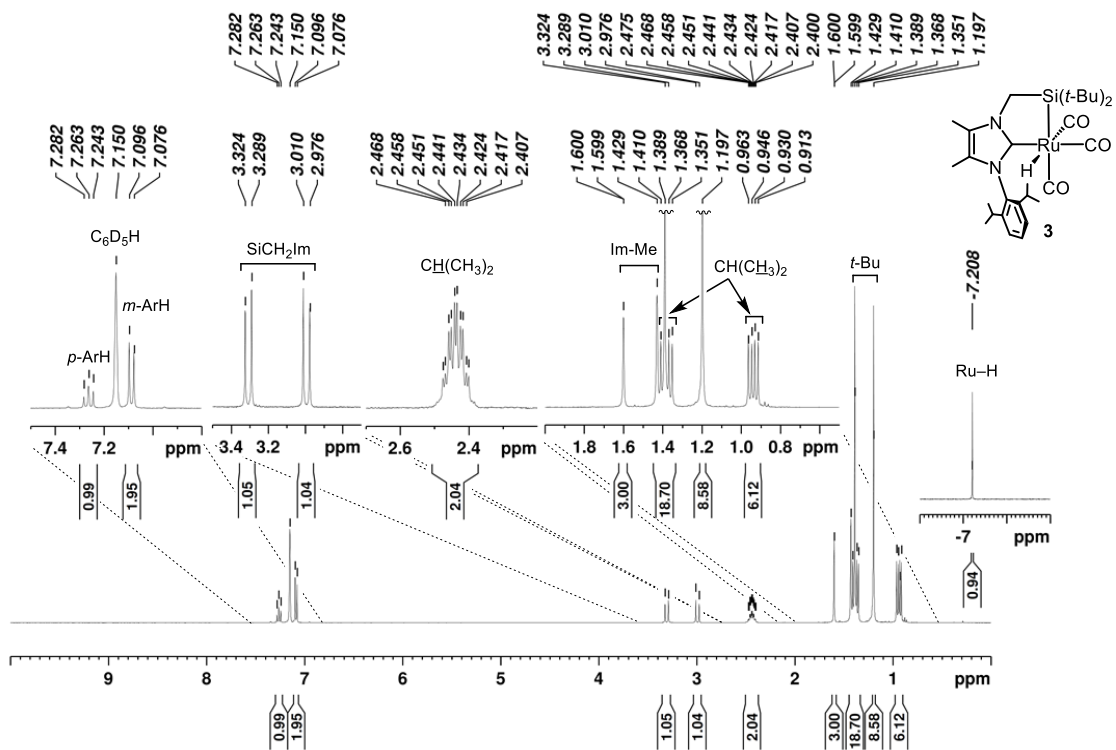 7.282 7.263 7.243 7.150 7.096 7.076
3.324 3.289 3.010 2.976 2.475 2.468 2.458 2.451 2.441 2.434 2.424 2.417 2.407 2.400 1.600 1.599 1.429 1.410 1.389 1.368 1.351 1.197
Si(t-Bu)2
N
CO
Ru
CO
N
H
CO
3
7.282 7.263 7.243 7.150 7.096 7.076
3.324 3.289 3.010 2.976
2.468 2.458 2.451 2.441 2.434 2.424 2.417 2.407
1.600 1.599 1.429 1.410 1.389 1.368 1.351 1.197 0.963 0.946 0.930 0.913
C6D5H
m-ArH
p-ArH
SiCH2Im
CH(CH3)2
Im-Me
CH(CH3)2
t-Bu
-7.208
Ru–H
7.4 7.2 ppm
3.4 3.2 ppm
2.6 2.4 ppm
1.8 1.6 1.4 1.2 1.0 0.8 ppm
-7 ppm
0.99 1.95
1.05 1.04
2.04
3.00 18.70 8.58 6.12
0.94
9 8 7 6 5 4 3 2 1 ppm
0.99 1.95 1.05 1.04 2.04 3.00 18.70 8.58 6.12